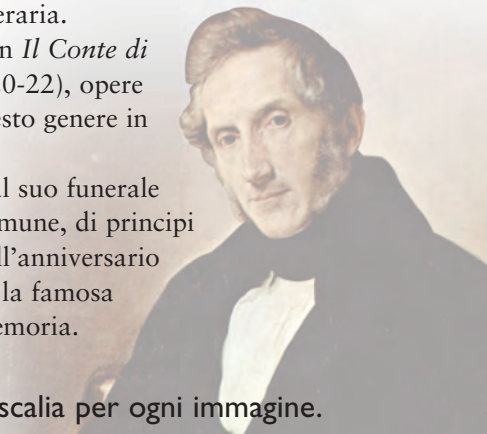 eraria.
n Il Conte di
0-22), opere
esto genere in
l suo funerale
mune, di principi
ll'anniversario
la famosa
emoria.
scalia per ogni immagine.